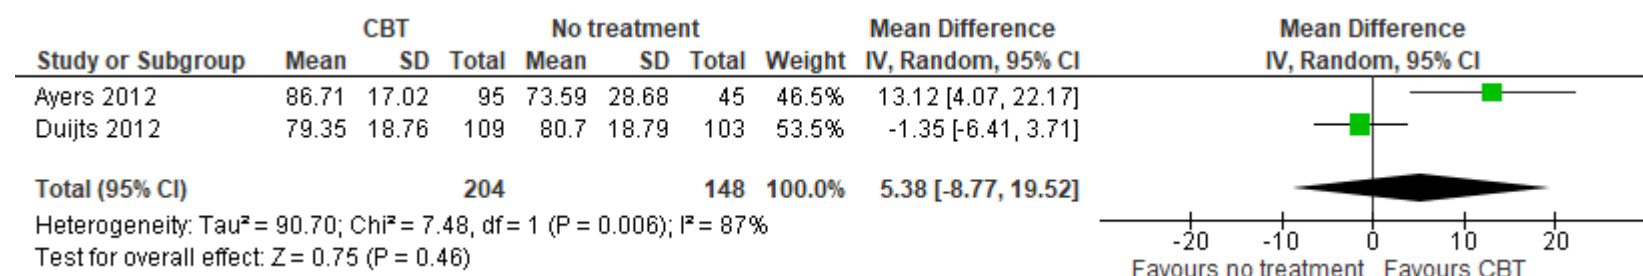 CBT No treatment Mean Difference Mean Difference
Study or Subgroup Mean SD Total Mean SD Total Weight IV, Random, 95% CI IV, Random, 95% CI
Ayers 2012 86.71 17.02 95 73.59 28.68 45 46.5% 13.12 [4.07, 22.17]
Duijts 2012 79.35 18.76 109 80.7 18.79 103 53.5% -1.35 [-6.41, 3.71]
Total (95% CI) 204 148 100.0% 5.38 [-8.77, 19.52]
Heterogeneity: Tau² = 90.70; Chi² = 7.48, df = 1 (P = 0.006); I² = 87%
Test for overall effect: Z = 0.75 (P = 0.46)
-20 -10 0 10 20
Favours no treatment Favours CBT